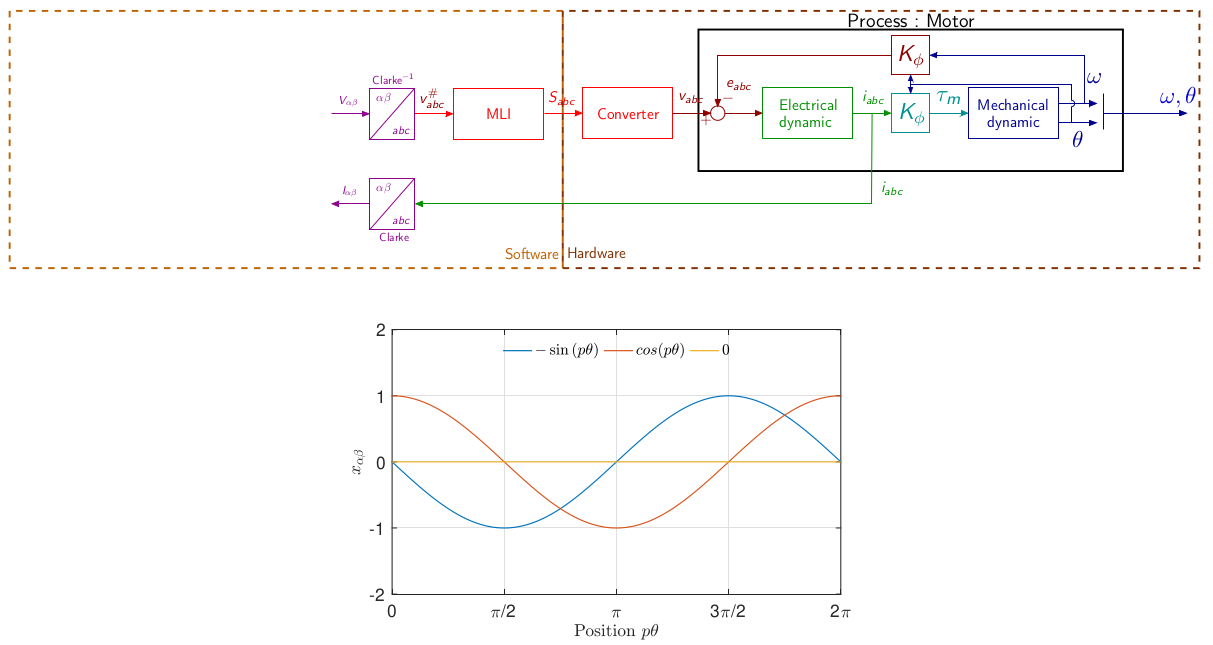 Process : Motor
Kϕ
Clarke⁻¹
ω
Vαβ
αβ
abc
v#abc
MLI
Sabc
Converter
vabc
+
eabc
−
Electrical
dynamic
iabc
Kϕ
τm
Mechanical
dynamic
θ
ω, θ
Iαβ
αβ
abc
Clarke
iabc
Software
Hardware
− sin (pθ)
cos(pθ)
0
2
1
0
-1
-2
xαβ
0
π/2
π
3π/2
2π
Position pθ